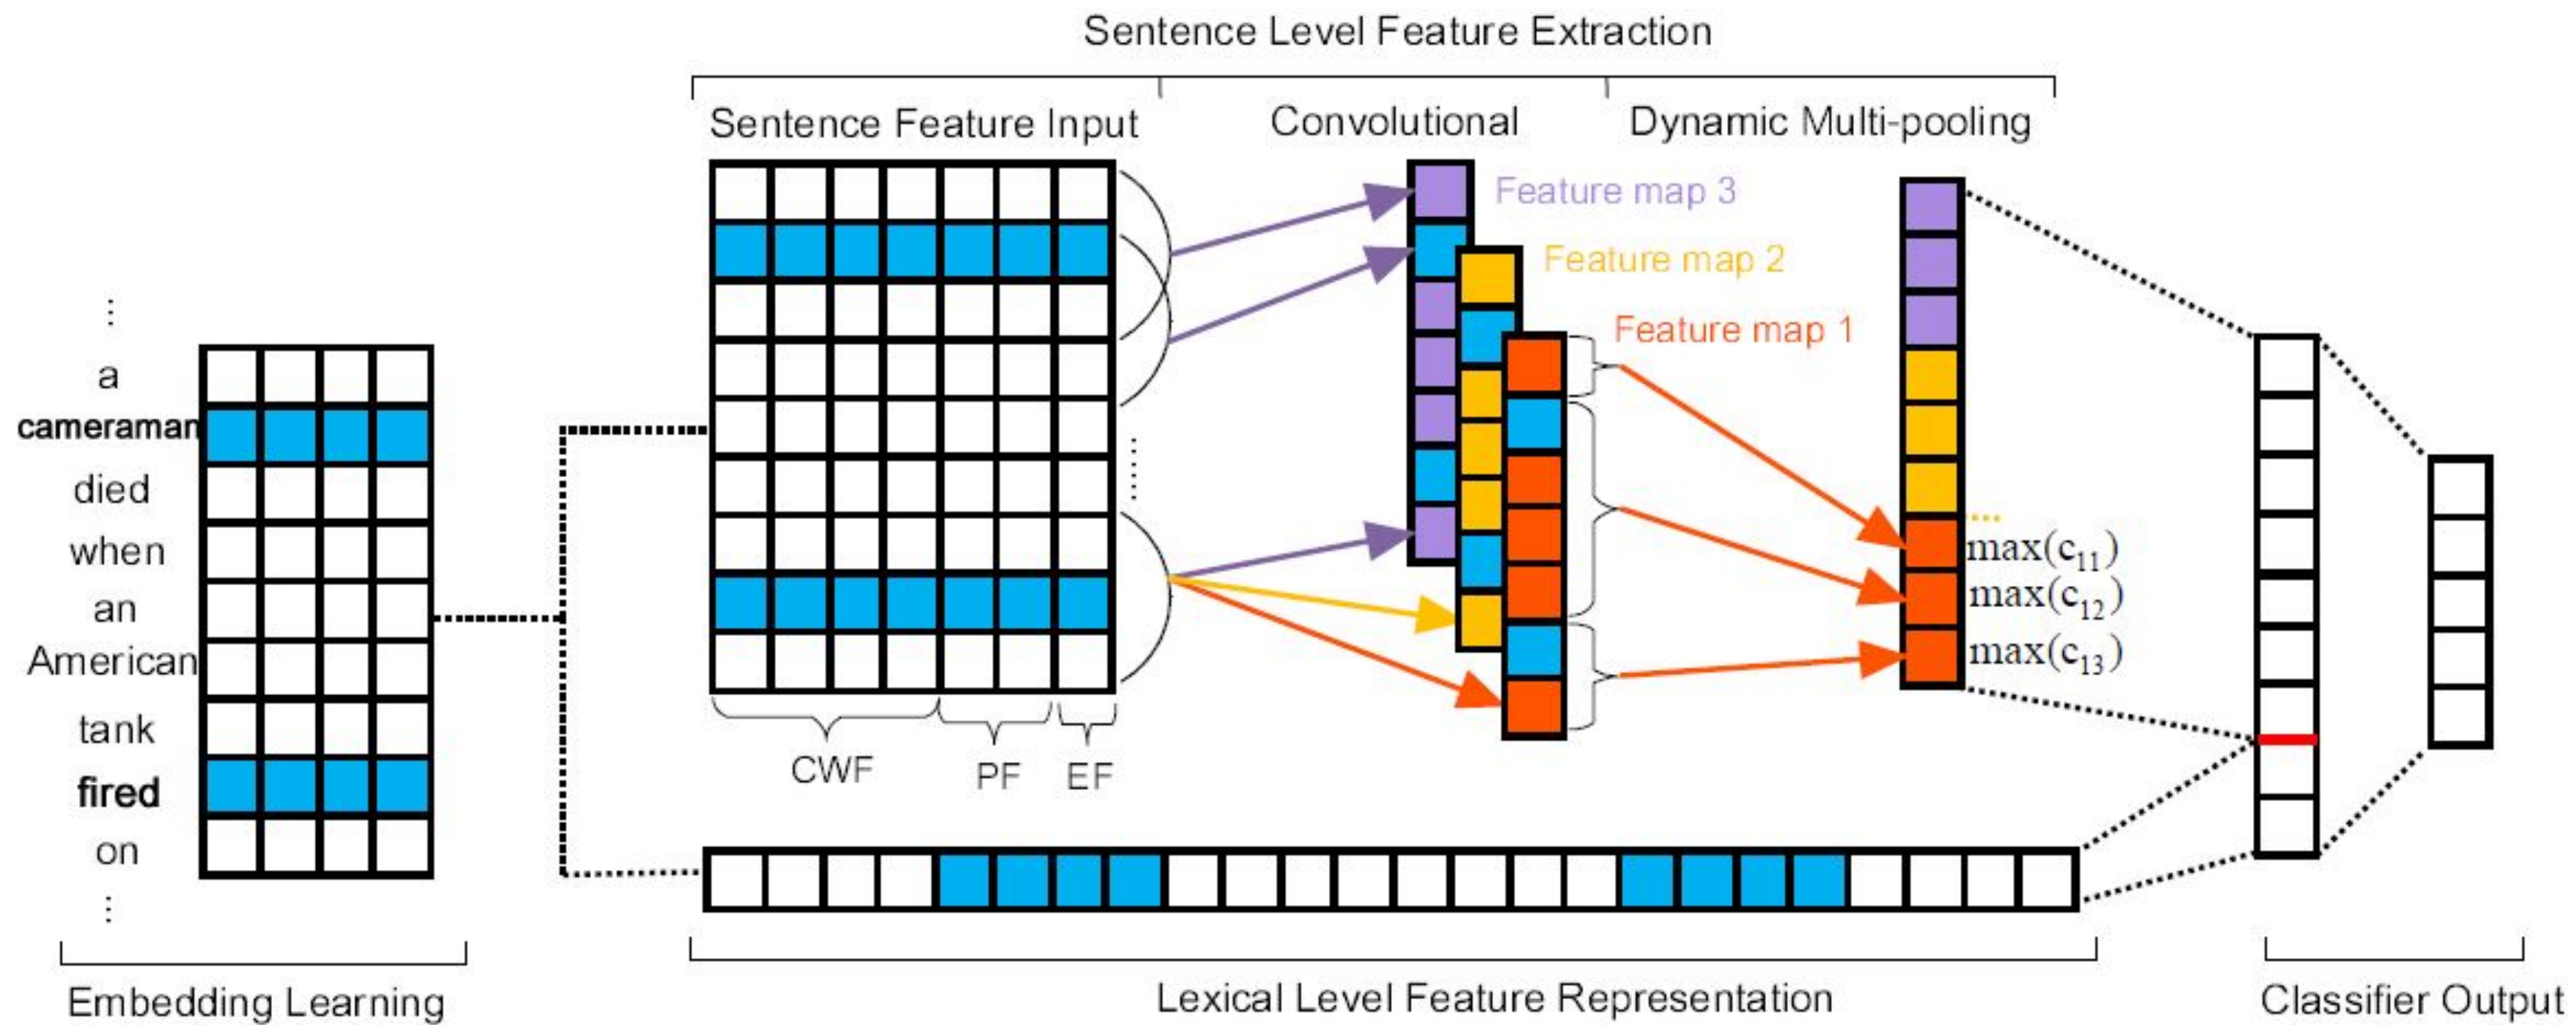 Sentence Level Feature Extraction
Sentence Feature Input
Convolutional
Dynamic Multi-pooling
Feature map 3
Feature map 2
Feature map 1
⋮
a
cameraman
died
when
an
American
tank
fired
on
⋮
max(c11)
max(c12)
max(c13)
CWF
PF
EF
Embedding Learning
Lexical Level Feature Representation
Classifier Output